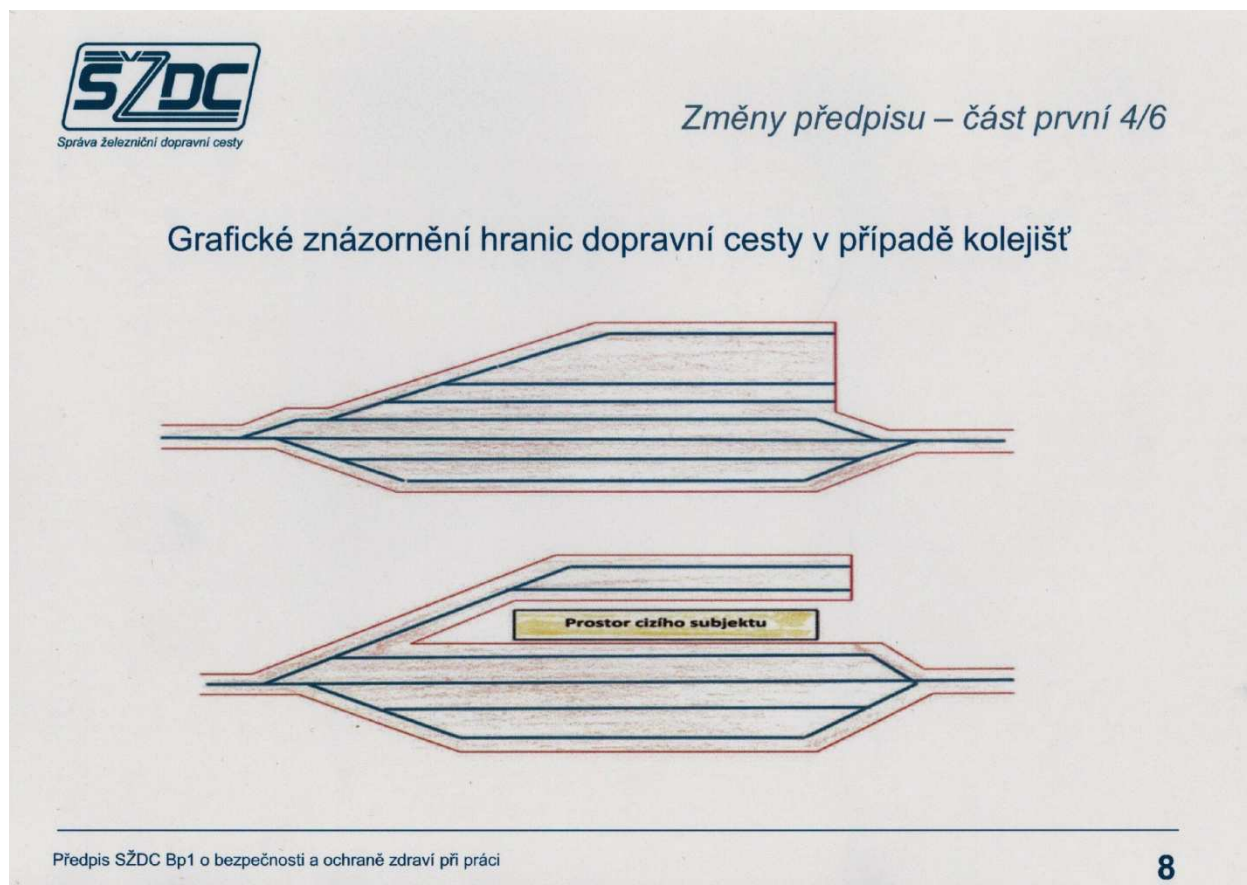 SŽDC
Správa železniční dopravní cesty
Změny předpisu – část první 4/6
Grafické znázornění hranic dopravní cesty v případě kolejišť
Prostor cizího subjektu
Předpis SŽDC Bp1 o bezpečnosti a ochraně zdraví při práci
8